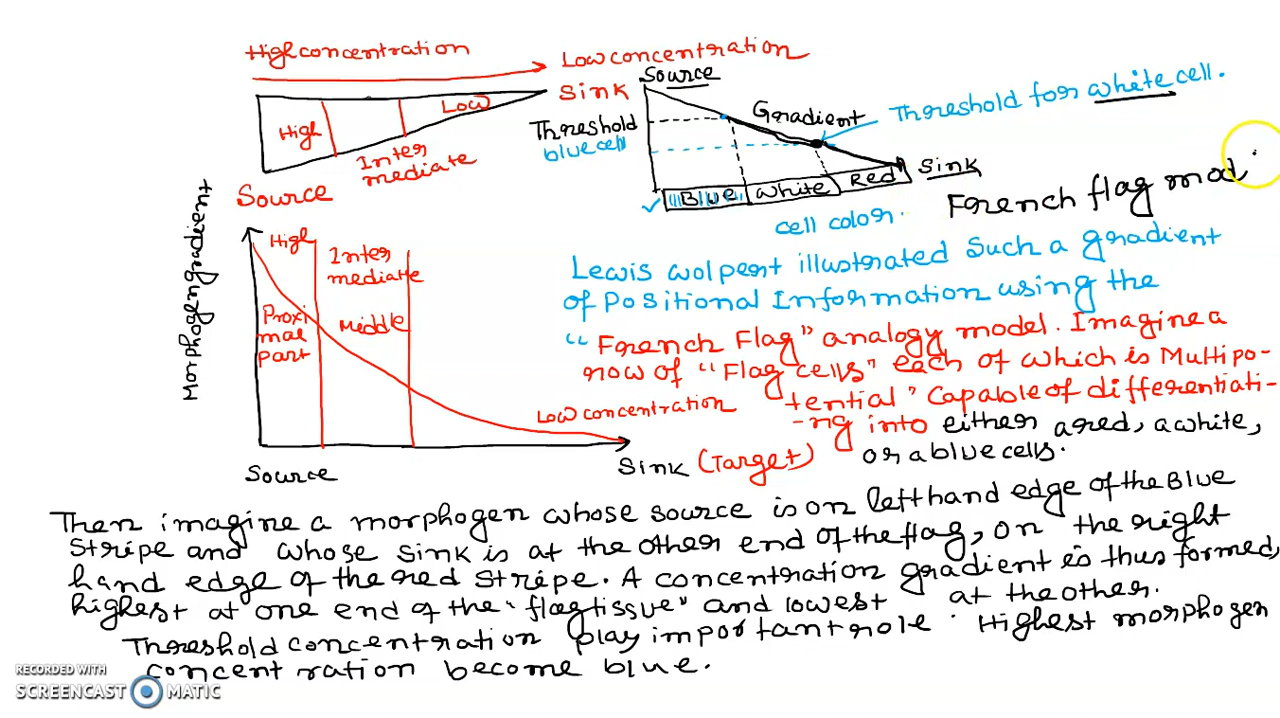 High concentration
Low concentration
Sink
High
Inter
mediate
Low
Source
Source
Gradient
Threshold for white cell.
Threshold
blue cell
Sink
Blue
White
Red
cell color.
French flag mod
Morphogen gradient
High
Inter
mediate
Proxi
mal
part
Middle
Low concentration
Source
Sink (Target)
Lewis wolpert illustrated Such a gradient
of Positional Information using the
"French Flag" analogy model. Imagine a
row of "Flag cells" each of which is Multipo-
tential" Capable of differentiati-
-ng into either a red, a white,
or a blue cells.
Then imagine a morphogen whose source is on lefthand edge of the Blue
Stripe and whose sink is at the other end of the flag, on the right
hand edge of the red stripe. A concentration gradient is thus formed,
highest at one end of the "flag tissue" and lowest at the other.
Threshold concentration play important role. Highest morphogen
concentration become blue.
RECORDED WITH
SCREENCAST MATIC